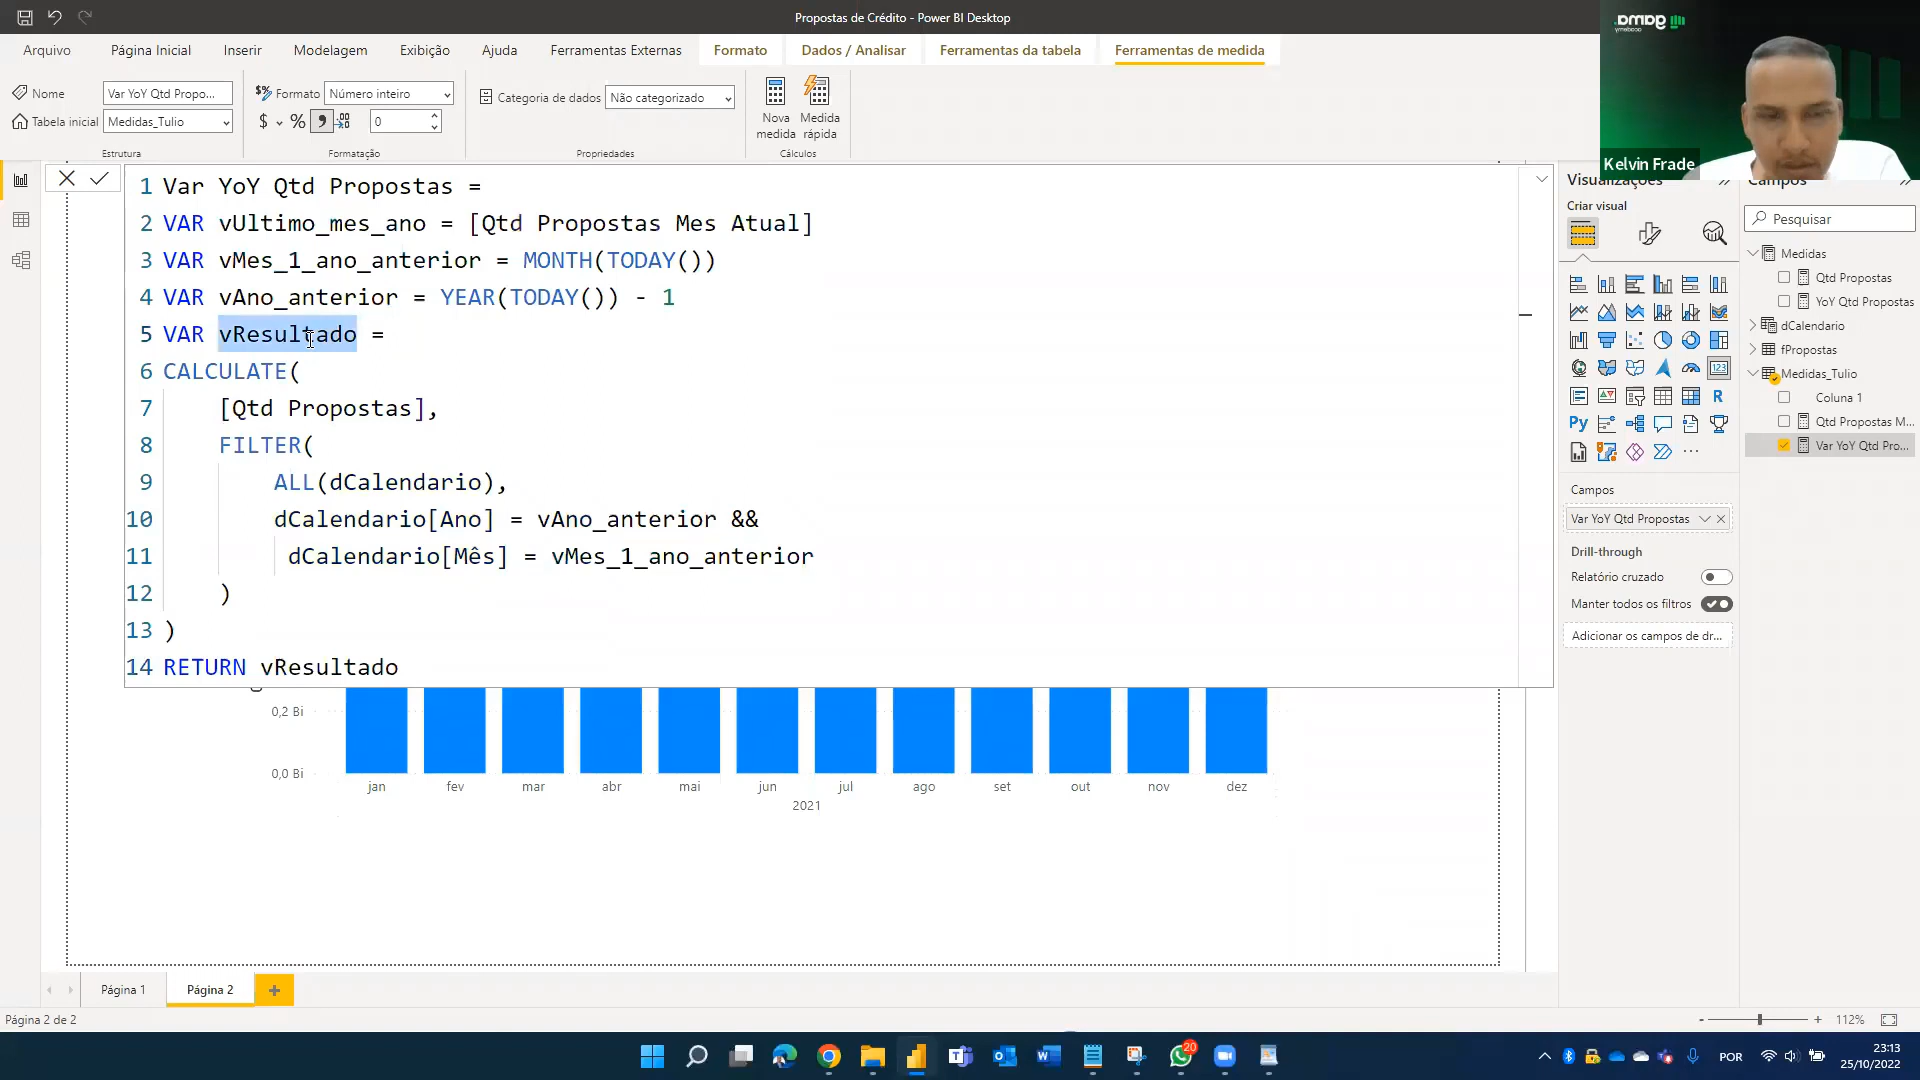 Propostas de Crédito - Power BI Desktop
Arquivo
Página Inicial
Inserir
Modelagem
Exibição
Ajuda
Ferramentas Externas
Formato
Dados / Analisar
Ferramentas da tabela
Ferramentas de medida
Nome
Var YoY Qtd Propo...
Tabela inicial
Medidas_Tulio
Estrutura
Formato
Número inteiro
$
%
0
Formatação
Categoria de dados
Não categorizado
Propriedades
Nova medida
Medida rápida
Cálculos
Kelvin Frade
1 Var YoY Qtd Propostas =
2 VAR vUltimo_mes_ano = [Qtd Propostas Mes Atual]
3 VAR vMes_1_ano_anterior = MONTH(TODAY())
4 VAR vAno_anterior = YEAR(TODAY()) - 1
5 VAR vResultado =
6 CALCULATE(
7 [Qtd Propostas],
8 FILTER(
9 ALL(dCalendario),
10 dCalendario[Ano] = vAno_anterior &&
11 dCalendario[Mês] = vMes_1_ano_anterior
12 )
13 )
14 RETURN vResultado
0,2 Bi
0,0 Bi
jan fev mar abr mai jun jul ago set out nov dez
2021
Visualizações
Criar visual
R
Py
123
...
Campos
Var YoY Qtd Propostas
Drill-through
Relatório cruzado
Manter todos os filtros
Adicionar os campos de dr...
Campos
Pesquisar
Medidas
Qtd Propostas
YoY Qtd Propostas
dCalendario
fPropostas
Medidas_Tulio
Coluna 1
Qtd Propostas M...
Var YoY Qtd Pro...
Página 1
Página 2
+
Página 2 de 2
- + 112%
20
POR
23:13
25/10/2022